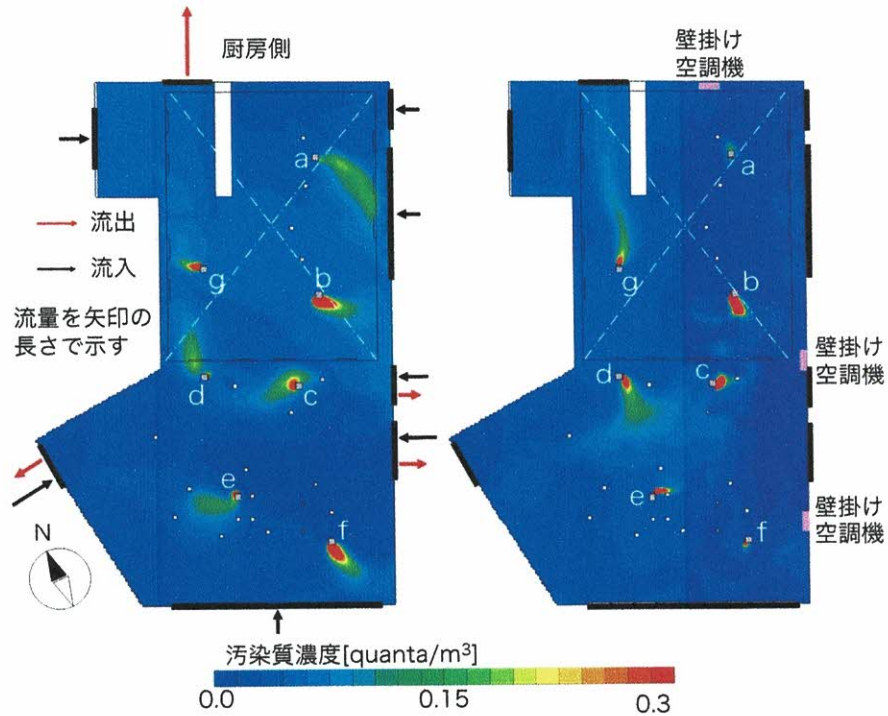 厨房側
壁掛け
空調機
a
a
流出
流入
g
g
b
b
流量を矢印の
長さで示す
d
c
d
c
壁掛け
空調機
e
e
f
f
壁掛け
空調機
N
汚染質濃度[quanta/m³]
0.0
0.15
0.3